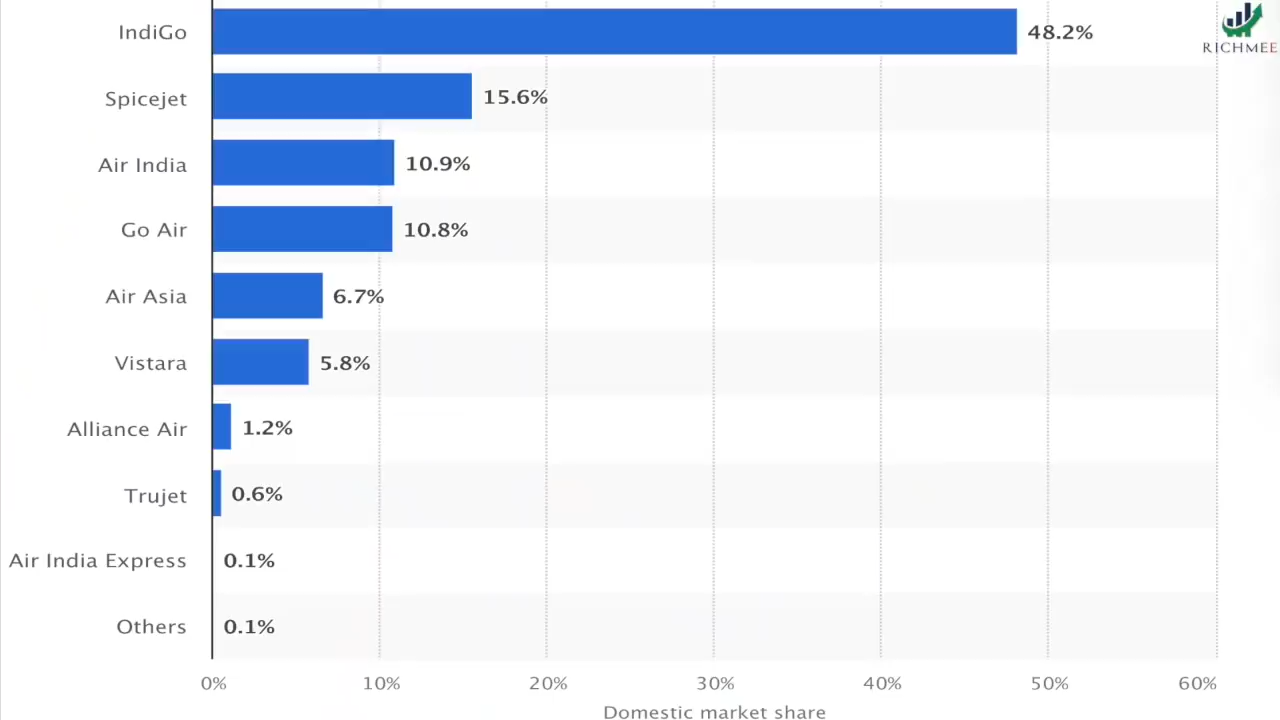 IndiGo 48.2%
RICHMEE
Spicejet 15.6%
Air India 10.9%
Go Air 10.8%
Air Asia 6.7%
Vistara 5.8%
Alliance Air 1.2%
Trujet 0.6%
Air India Express 0.1%
Others 0.1%
0% 10% 20% 30% 40% 50% 60%
Domestic market share